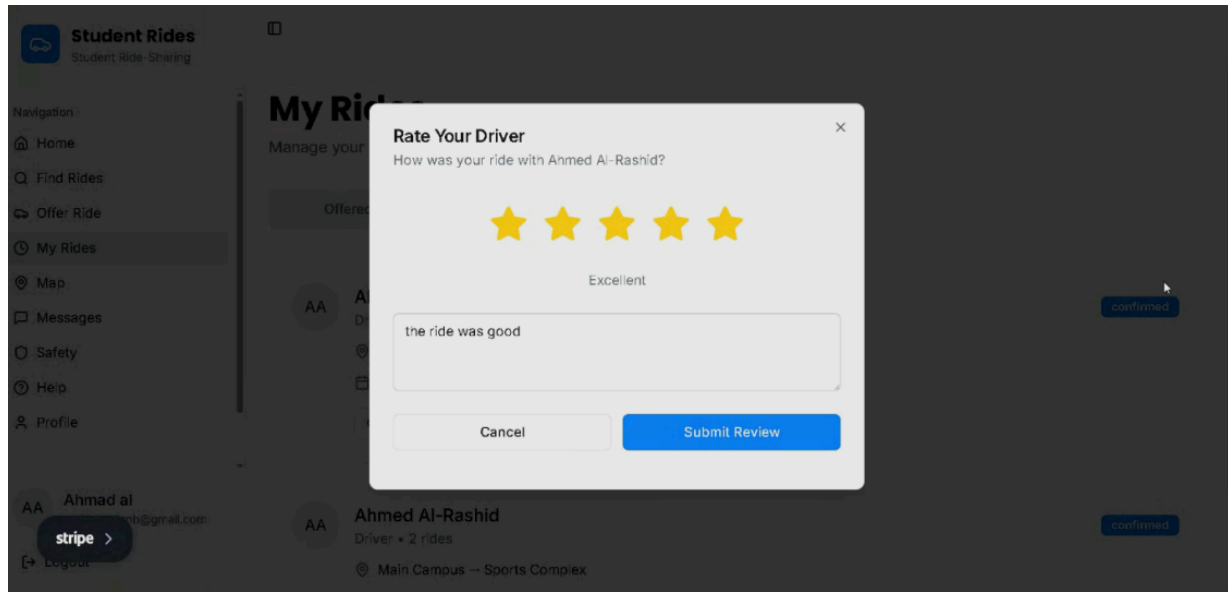 Student Rides
Student Ride-Sharing
Navigation
Home
Find Rides
Offer Ride
My Rides
Map
Messages
Safety
Help
Profile
Ahmad al
@gmail.com
AA
stripe >
Logout
My
Manage your
Rate Your Driver
How was your ride with Ahmed Al-Rashid?
Excellent
the ride was good
Cancel
Submit Review
AA
confirmed
AA
Ahmed Al-Rashid
Driver • 2 rides
Main Campus → Sports Complex
confirmed